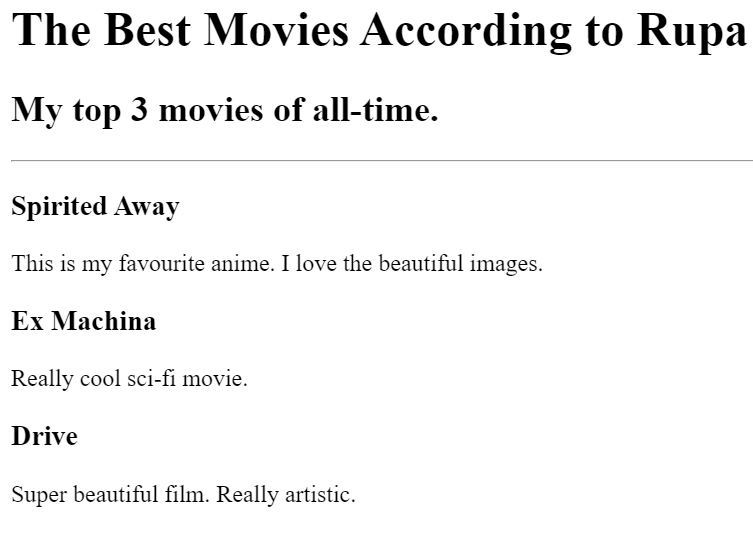 The Best Movies According to Rupa
My top 3 movies of all-time.
Spirited Away
This is my favourite anime. I love the beautiful images.
Ex Machina
Really cool sci-fi movie.
Drive
Super beautiful film. Really artistic.